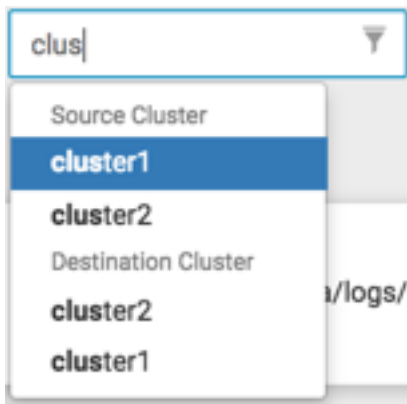 clus
Source Cluster
cluster1
cluster2
Destination Cluster
cluster2
a/logs/
cluster1